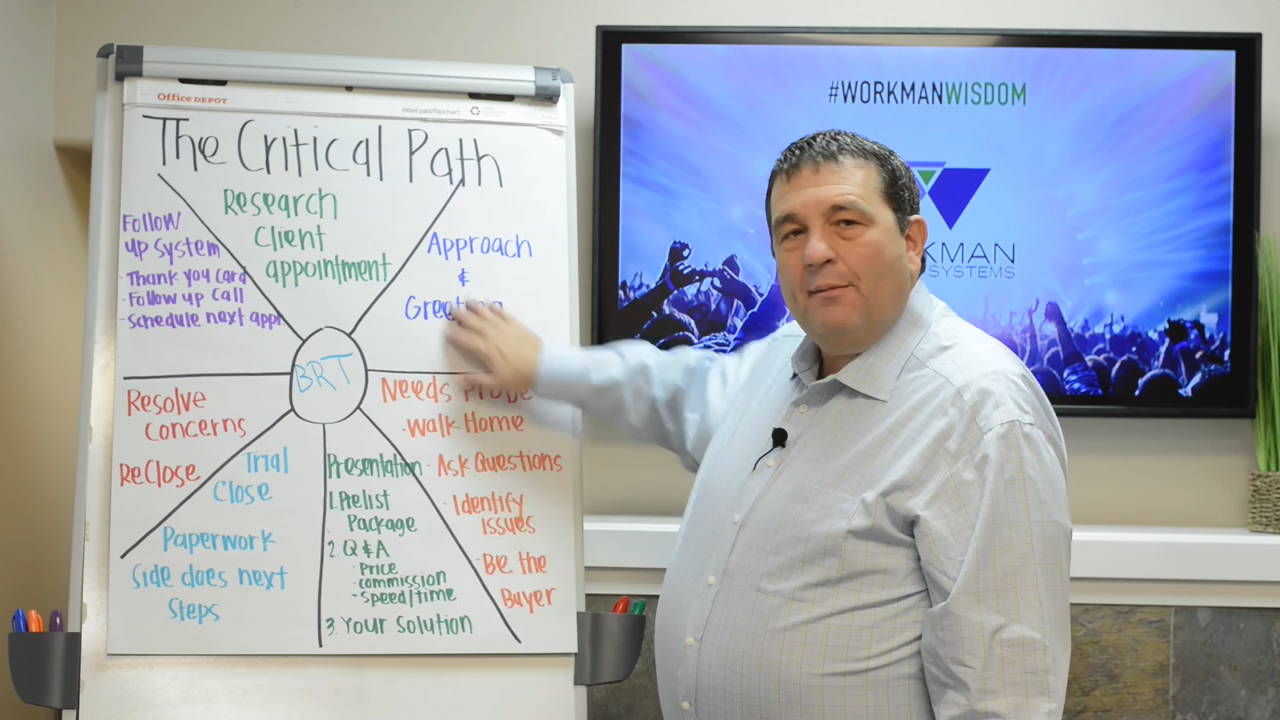 Office DEPOT
The Critical Path
Research
Client
appointment
Approach
&
Needs
- Walk Home
- Ask Questions
- Identify
issues
- Be the
Buyer
Presentation
1. Prelist
Package
2. Q & A
- Price
- commission
- speed/time
3. Your Solution
Trial
Close
Paperwork
Side does next
steps
Resolve
concerns
ReClose
Follow
up system
- Thank you card
- Follow up Call
- Schedule next
BRT
#WORKMANWISDOM
SYSTEMS